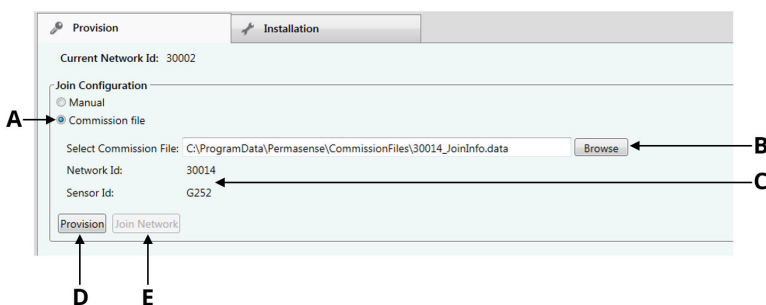 Provision
Installation
Current Network Id: 30002
Join Configuration
Manual
A
Commission file
Select Commission File: C:\ProgramData\Permasense\CommissionFiles\30014_JoinInfo.data Browse
B
Network Id: 30014
C
Sensor Id: G252
Provision Join Network
D E